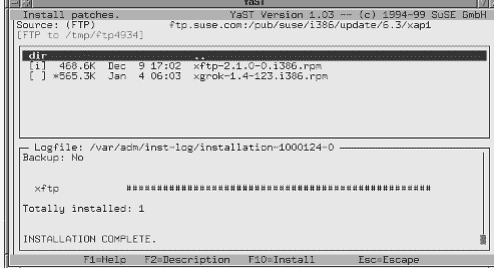 YaST
Install patches. YaST Version 1.03 -- (c) 1994-99 SuSE GmbH
Source: (FTP) ftp.suse.com:/pub/suse/i386/update/6.3/xap1
[FTP to /tmp/ftp4934]
dir ..
[i] 468.6K Dec 9 17:02 xftp-2.1.0-0.i386.rpm
[ ] *565.3K Jan 4 06:03 xgrok-1.4-123.i386.rpm
Logfile: /var/adm/inst-log/installation-1000124-0
Backup: No
xftp ##################################################
Totally installed: 1
INSTALLATION COMPLETE.
F1=Help F2=Description F10=Install Esc=Escape